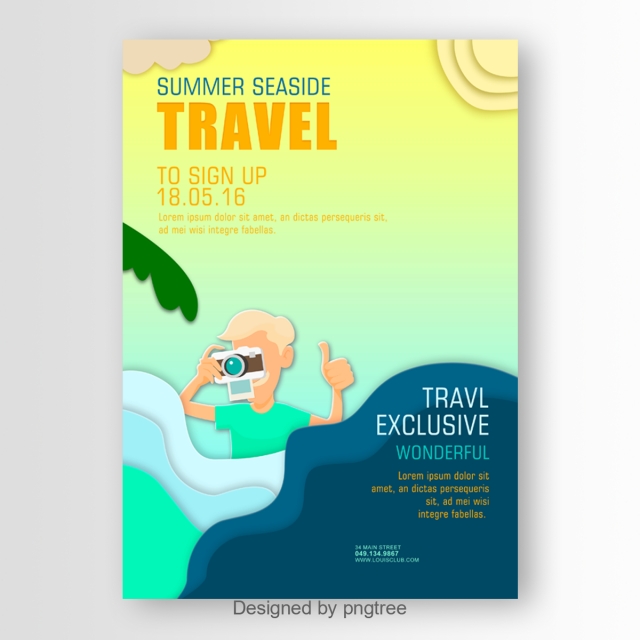 SUMMER SEASIDE
TRAVEL
TO SIGN UP
18.05.16
Lorem ipsum dolor sit amet, an dictas persequeris sit,
ad mei wisi integre fabellas.
TRAVL
EXCLUSIVE
WONDERFUL
Lorem ipsum dolor sit
amet, an dictas persequeris
sit, ad mei wisi
integre fabellas.
34 MAIN STREET
049.134.9867
WWW.LOUISCLUB.COM
Designed by pngtree